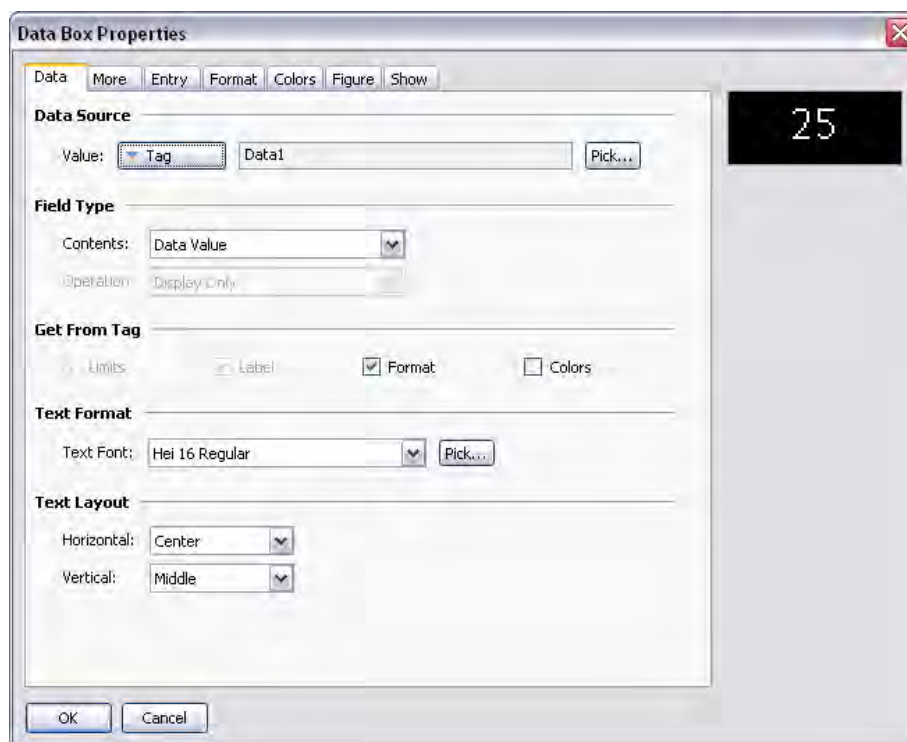 Data Box Properties
Data More Entry Format Colors Figure Show
25
Data Source
Value: Tag Data1 Pick...
Field Type
Contents: Data Value
Operation: Display Only
Get From Tag
Limits Label Format Colors
Text Format
Text Font: Hei 16 Regular Pick...
Text Layout
Horizontal: Center
Vertical: Middle
OK Cancel